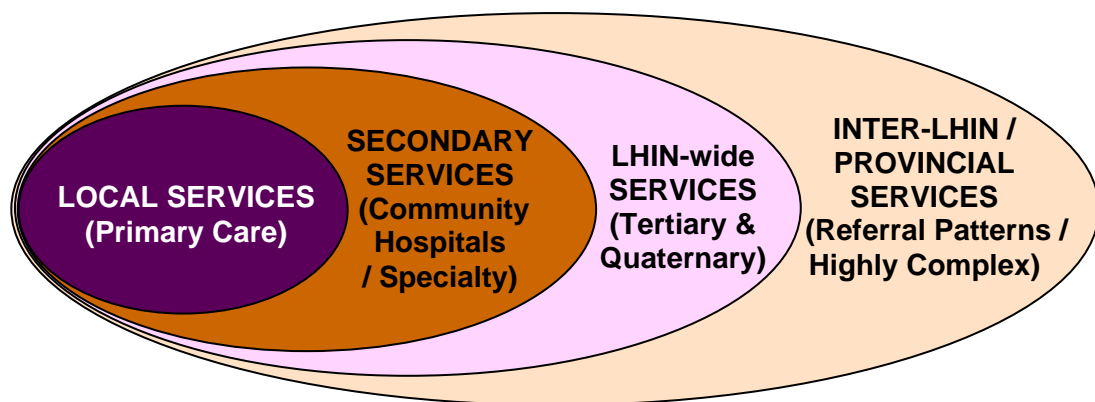 LOCAL SERVICES
(Primary Care)
SECONDARY
SERVICES
(Community
Hospitals
/ Specialty)
LHIN-wide
SERVICES
(Tertiary &
Quaternary)
INTER-LHIN /
PROVINCIAL
SERVICES
(Referral Patterns /
Highly Complex)